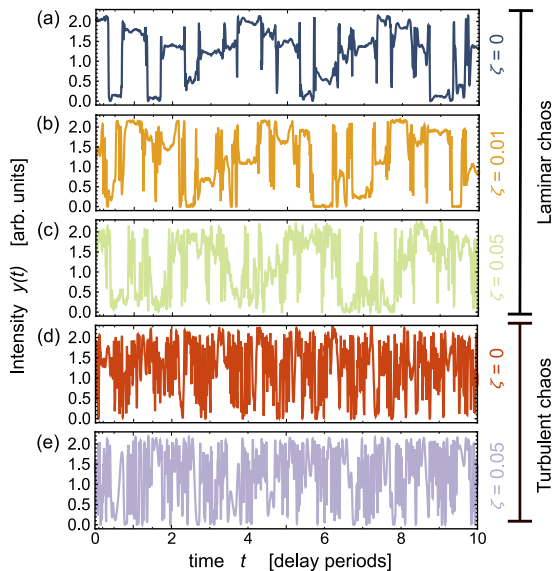 (a)
2.0
1.5
1.0
0.5
0.0
ζ = 0
(b)
2.0
1.5
1.0
0.5
0.0
ζ = 0.01
(c)
2.0
1.5
1.0
0.5
0.0
ζ = 0.05
(d)
2.0
1.5
1.0
0.5
0.0
ζ = 0
(e)
2.0
1.5
1.0
0.5
0.0
ζ = 0.05
0 2 4 6 8 10
time t [delay periods]
Intensity y(t) [arb. units]
Laminar chaos
Turbulent chaos